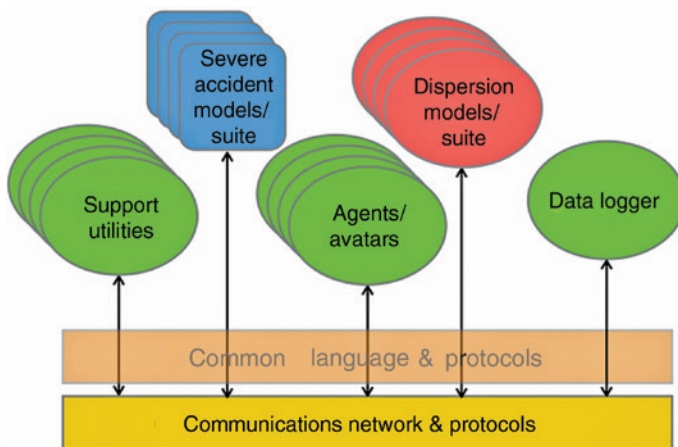 Severe
accident
models/
suite
Dispersion
models/
suite
Support
utilities
Agents/
avatars
Data logger
Common language & protocols
Communications network & protocols